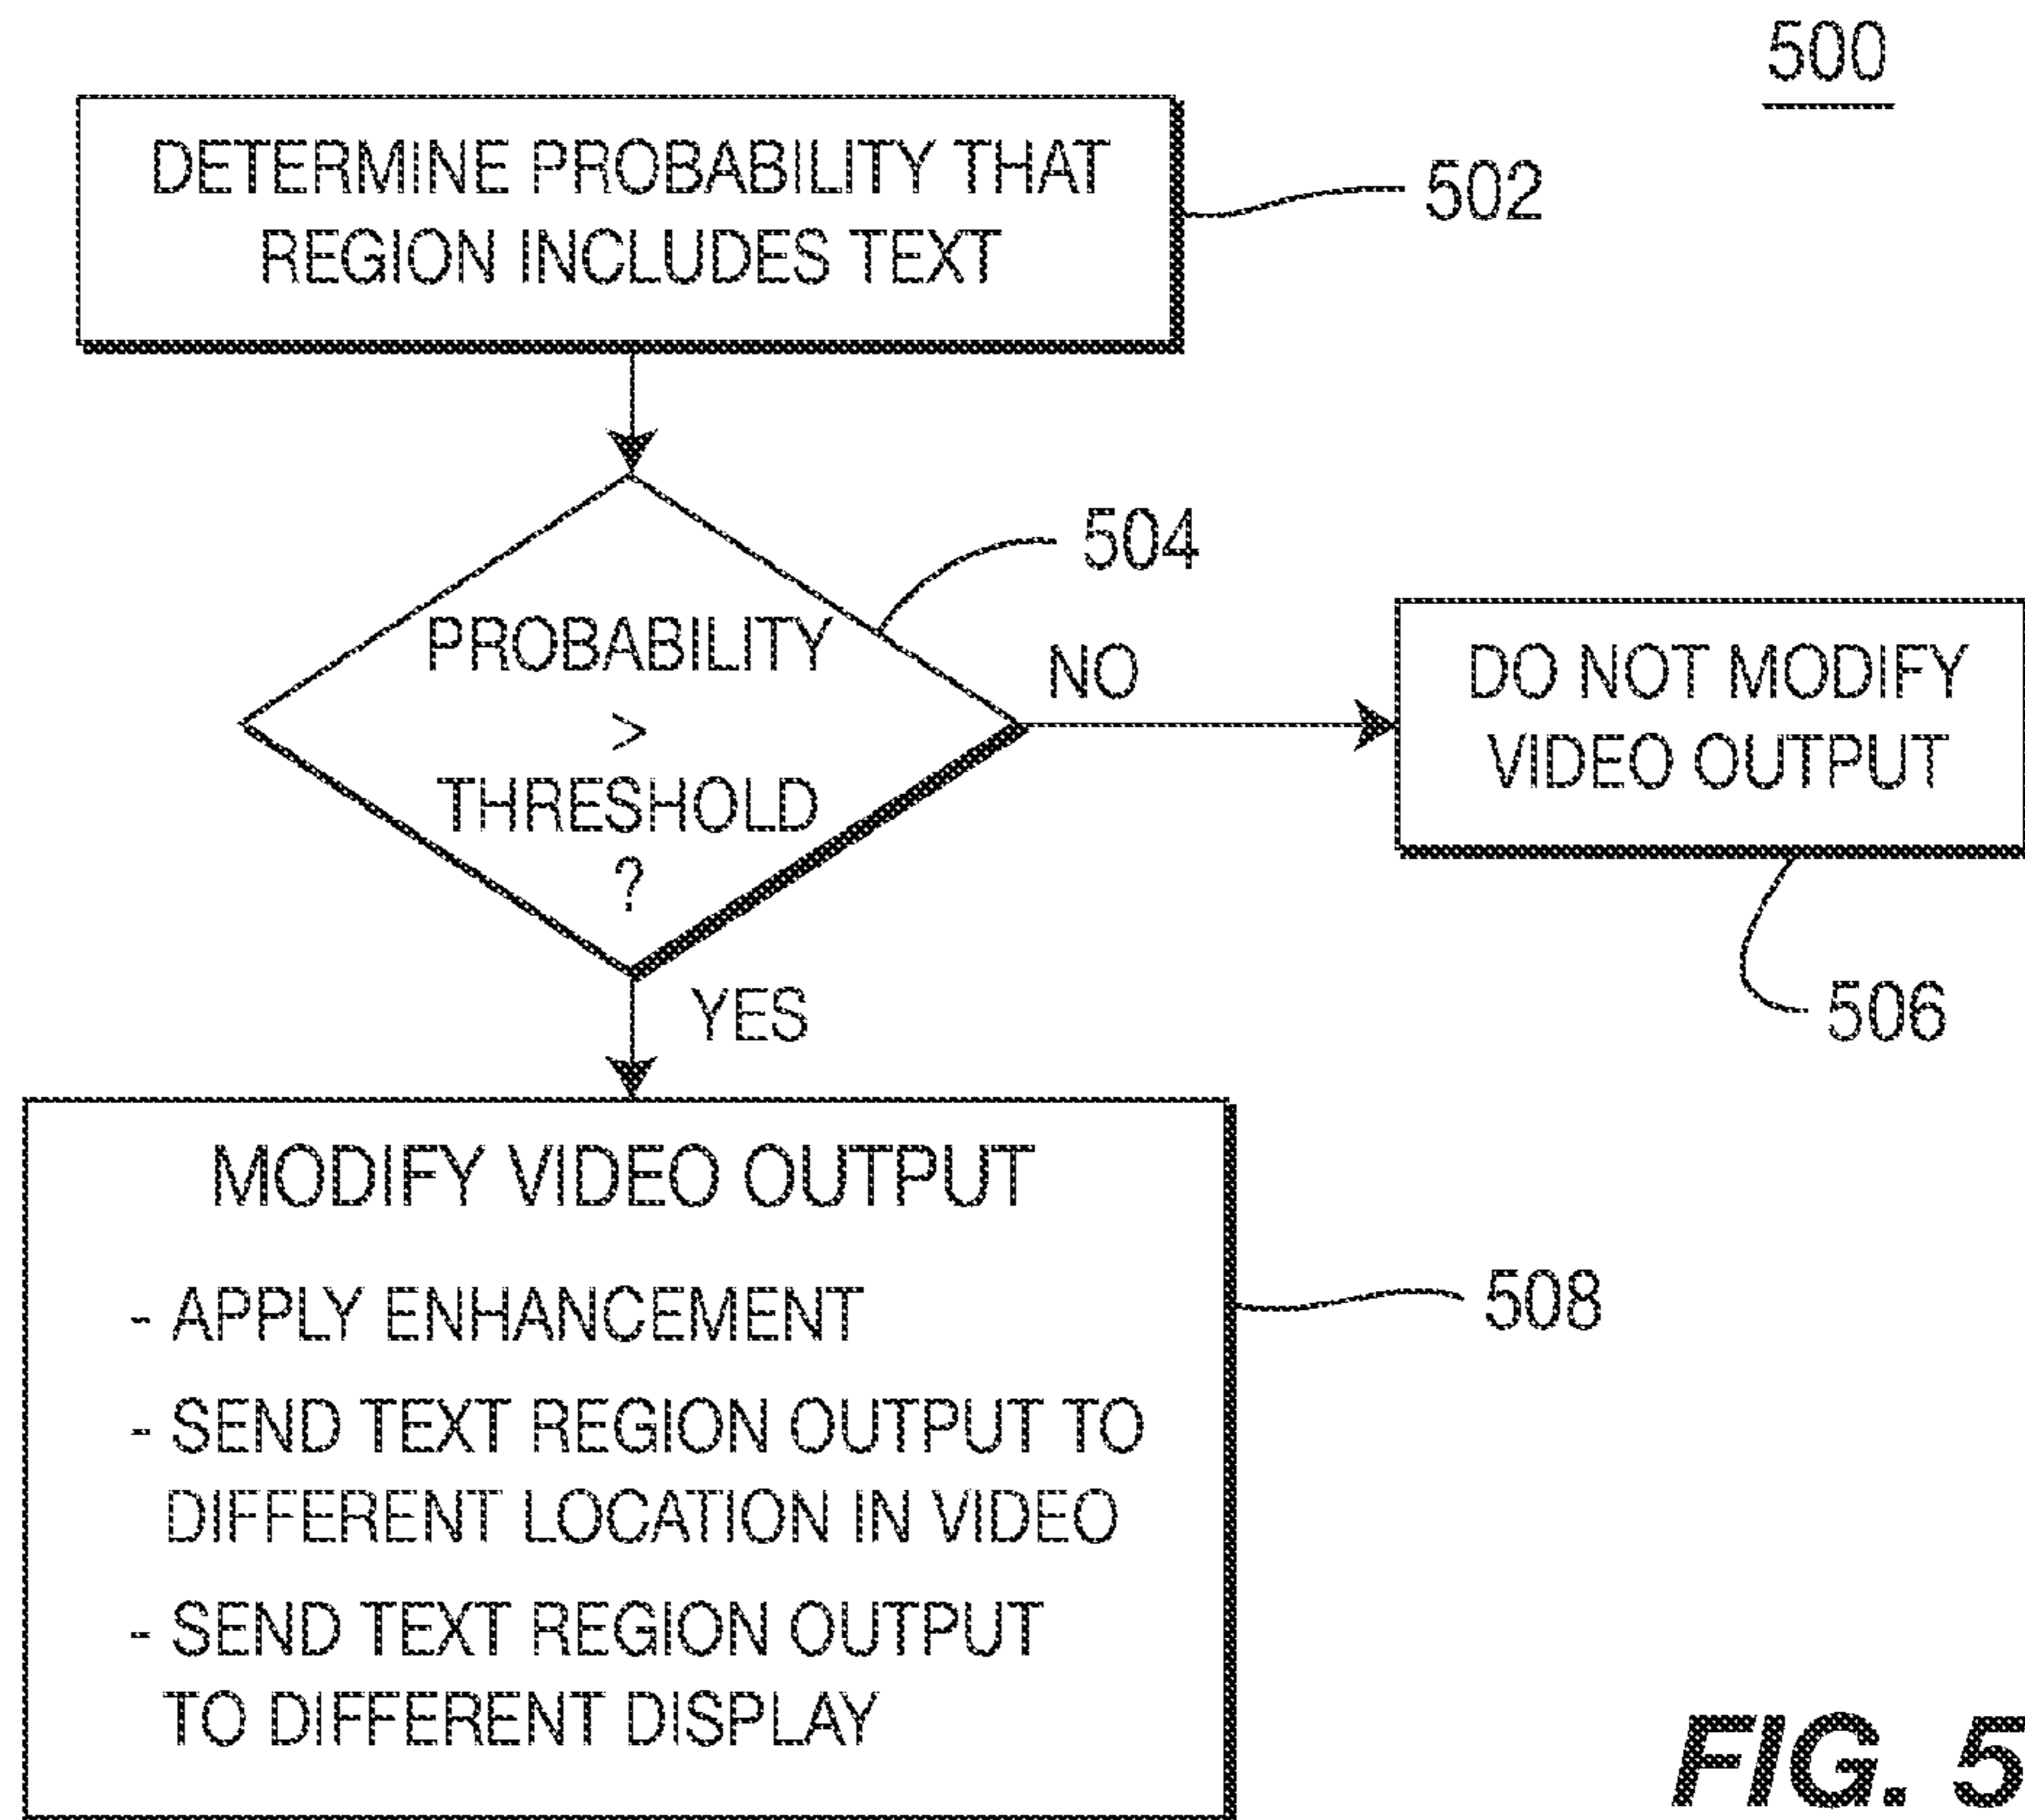 500
DETERMINE PROBABILITY THAT
REGION INCLUDES TEXT
502
504
PROBABILITY
>
THRESHOLD
?
NO
DO NOT MODIFY
VIDEO OUTPUT
506
YES
MODIFY VIDEO OUTPUT
- APPLY ENHANCEMENT
- SEND TEXT REGION OUTPUT TO
DIFFERENT LOCATION IN VIDEO
- SEND TEXT REGION OUTPUT
TO DIFFERENT DISPLAY
508
FIG. 5